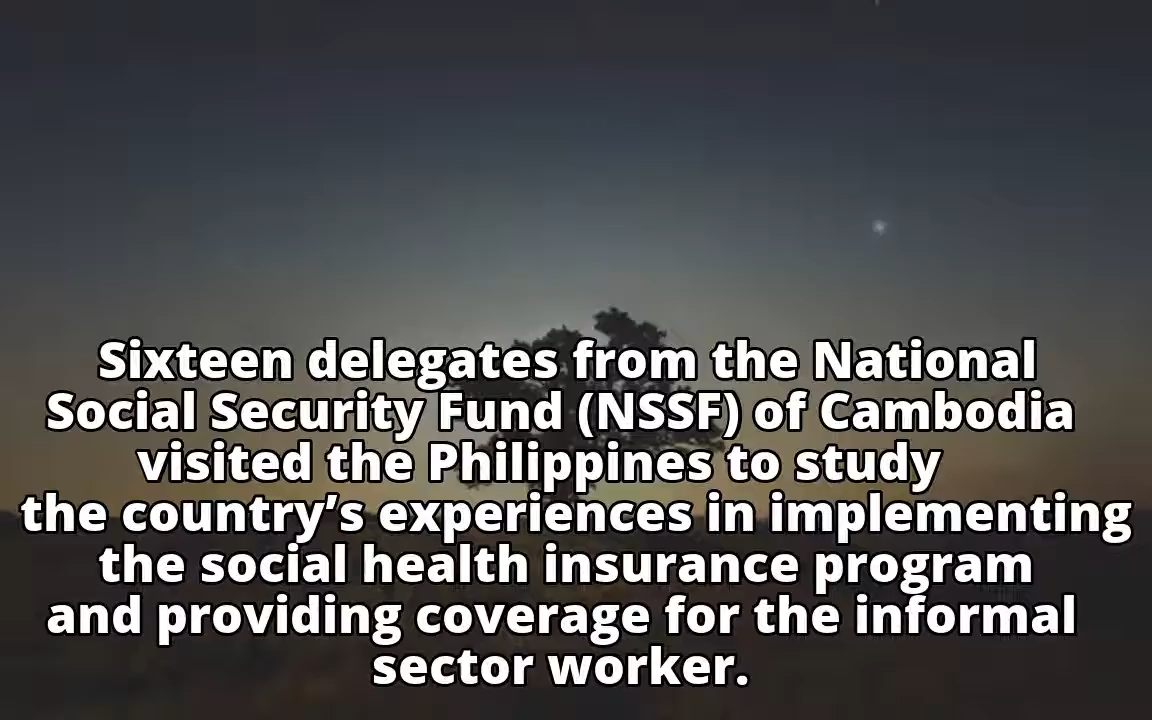 Sixteen delegates from the National
Social Security Fund (NSSF) of Cambodia
visited the Philippines to study
the country’s experiences in implementing
the social health insurance program
and providing coverage for the informal
sector worker.